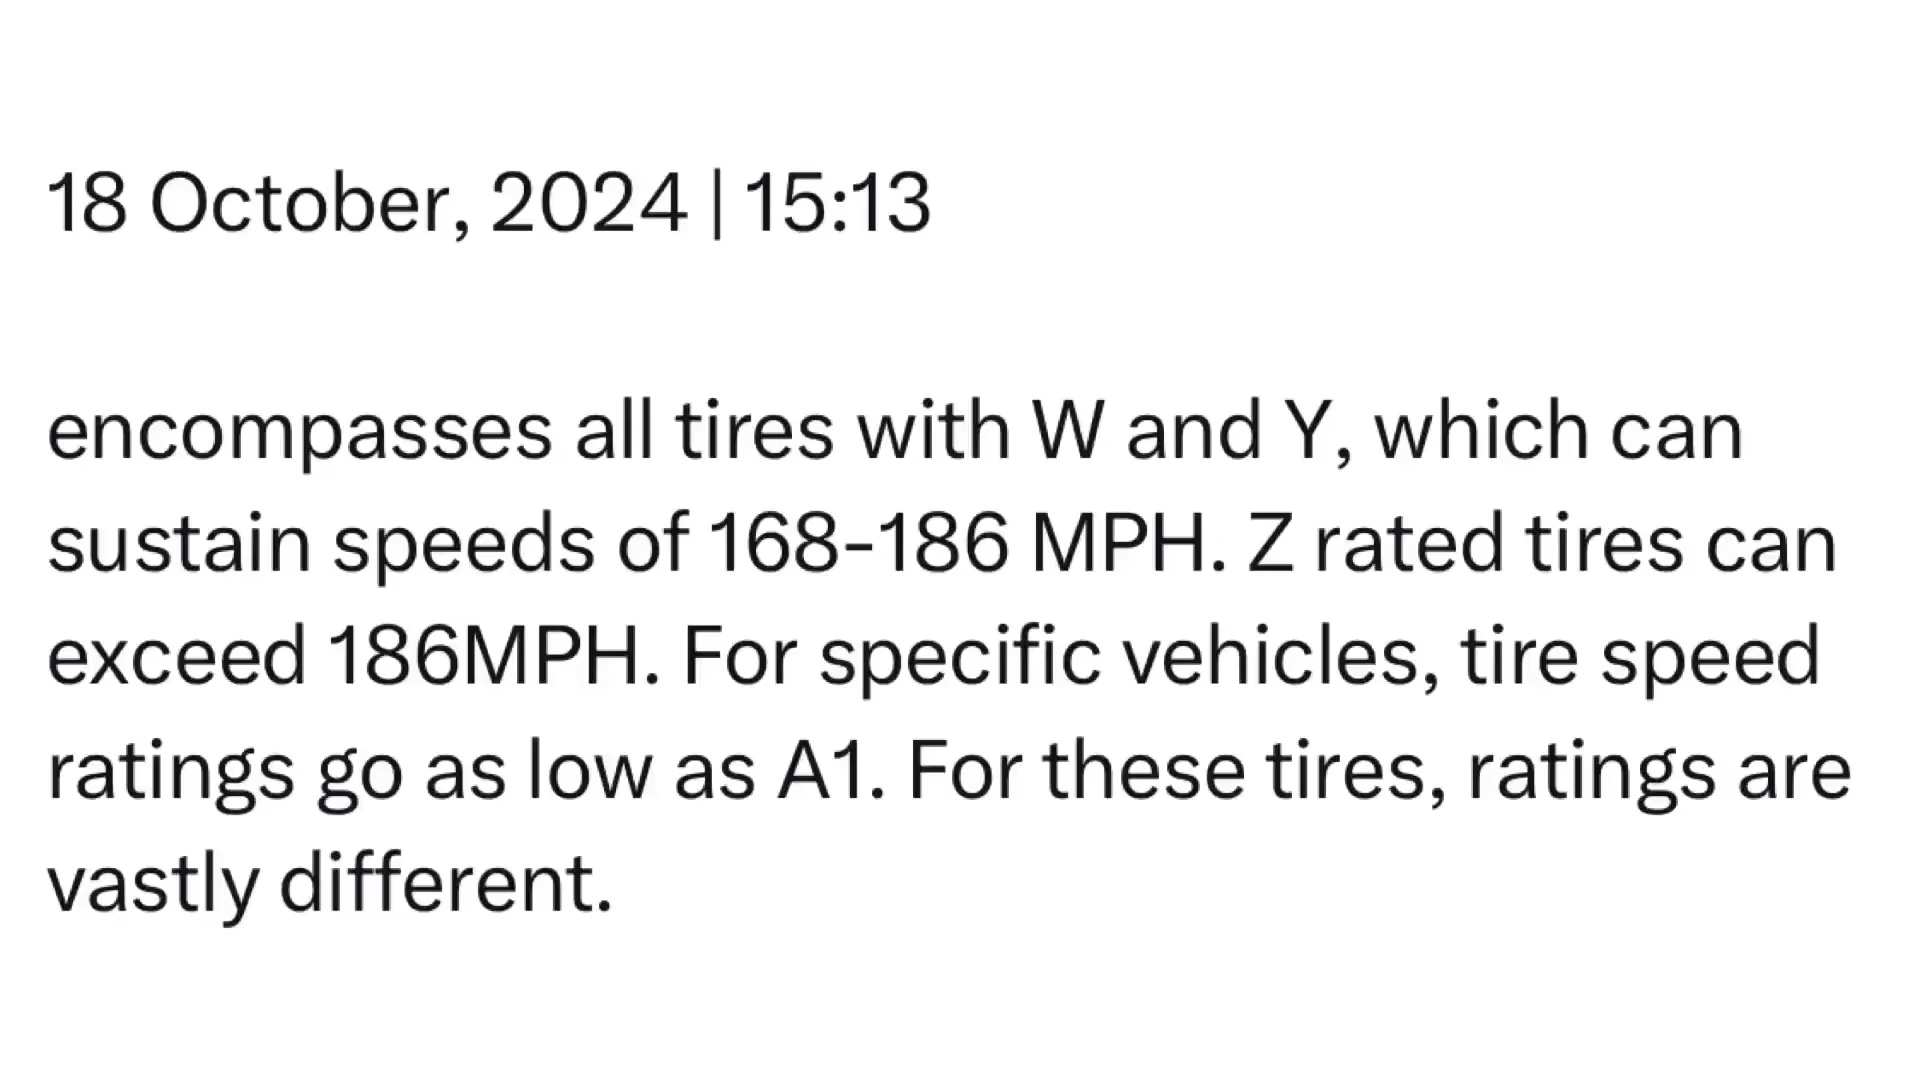 18 October, 2024 | 15:13
encompasses all tires with W and Y, which can
sustain speeds of 168-186 MPH. Z rated tires can
exceed 186MPH. For specific vehicles, tire speed
ratings go as low as A1. For these tires, ratings are
vastly different.